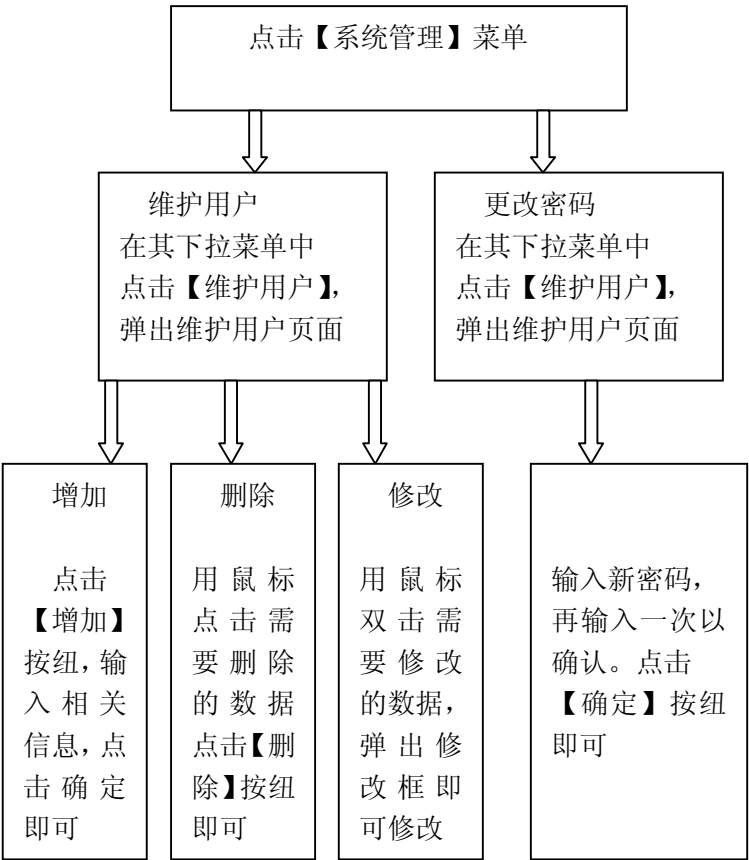 点击【系统管理】菜单
维护用户
在其下拉菜单中
点击【维护用户】,
弹出维护用户页面
更改密码
在其下拉菜单中
点击【维护用户】,
弹出维护用户页面
增加
点击
【增加】
按纽,输
入相关
信息,点
击确定
即可
删除
用鼠标
点击需
要删除
的数据
点击【删
除】按纽
即可
修改
用鼠标
双击需
要修改
的数据,
弹出修
改框即
可修改
输入新密码,
再输入一次以
确认。点击
【确定】按纽
即可